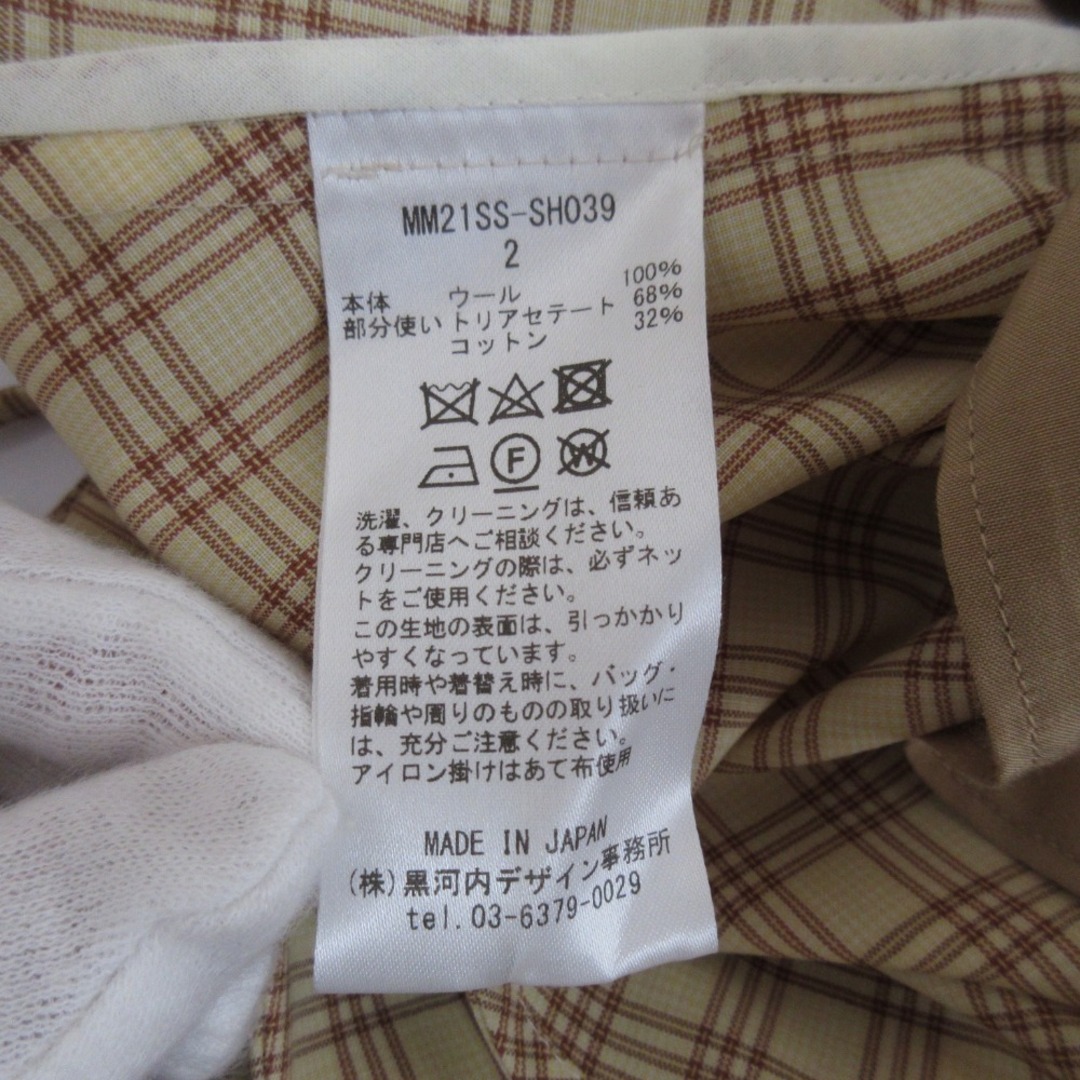 MM21SS-SH039
2
本体 ウール 100%
部分使い トリアセテート 68%
コットン 32%
F W
洗濯、クリーニングは、信頼あ
る専門店へご相談ください。
クリーニングの際は、必ずネッ
トをご使用ください。
この生地の表面は、引っかかり
やすくなっています。
着用時や着替え時に、バッグ・
指輪や周りのものの取り扱いに
は、充分ご注意ください。
アイロン掛けはあて布使用
MADE IN JAPAN
(株)黒河内デザイン事務所
tel.03-6379-0029